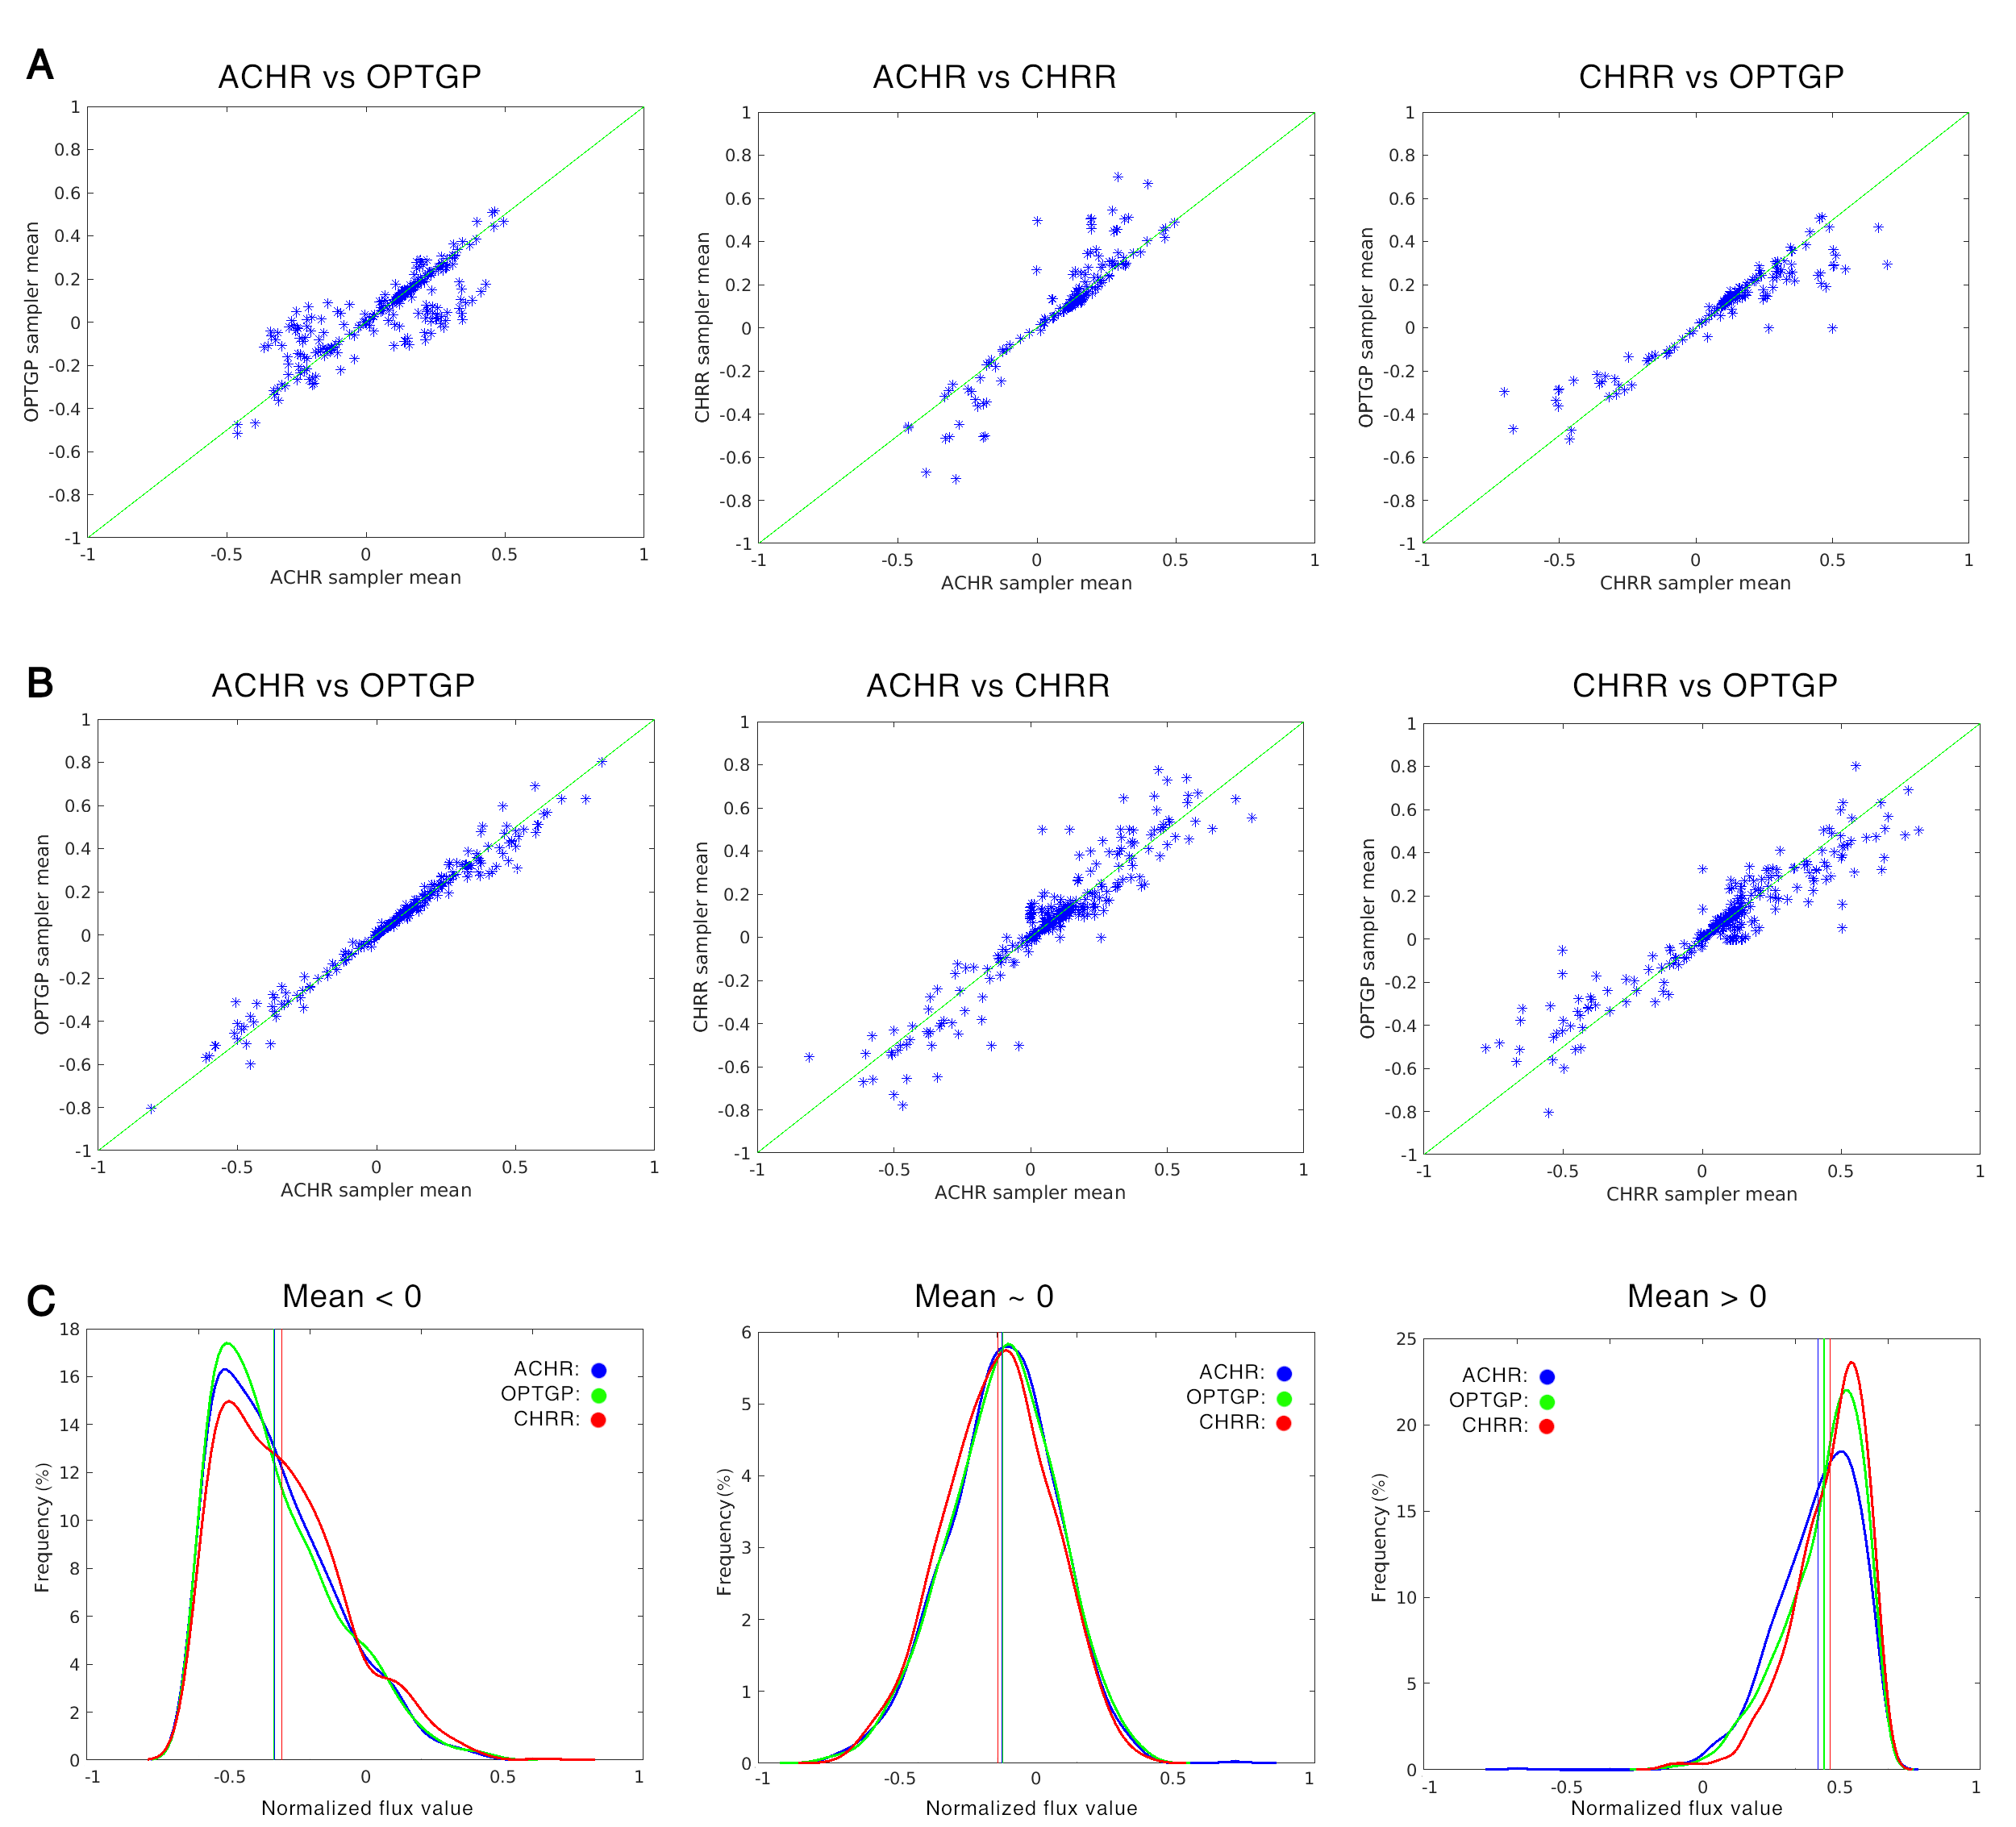 A
ACHR vs OPTGP
ACHR vs CHRR
CHRR vs OPTGP
1
0.8
0.6
0.4
0.2
0
-0.2
-0.4
-0.6
-0.8
-1
OPTGP sampler mean
-1 -0.5 0 0.5 1
ACHR sampler mean
1
0.8
0.6
0.4
0.2
0
-0.2
-0.4
-0.6
-0.8
-1
CHRR sampler mean
-1 -0.5 0 0.5 1
ACHR sampler mean
1
0.8
0.6
0.4
0.2
0
-0.2
-0.4
-0.6
-0.8
-1
OPTGP sampler mean
-1 -0.5 0 0.5 1
CHRR sampler mean
B
ACHR vs OPTGP
ACHR vs CHRR
CHRR vs OPTGP
1
0.8
0.6
0.4
0.2
0
-0.2
-0.4
-0.6
-0.8
-1
OPTGP sampler mean
-1 -0.5 0 0.5 1
ACHR sampler mean
1
0.8
0.6
0.4
0.2
0
-0.2
-0.4
-0.6
-0.8
-1
CHRR sampler mean
-1 -0.5 0 0.5 1
ACHR sampler mean
1
0.8
0.6
0.4
0.2
0
-0.2
-0.4
-0.6
-0.8
-1
OPTGP sampler mean
-1 -0.5 0 0.5 1
CHRR sampler mean
C
Mean < 0
Mean ~ 0
Mean > 0
18
16
14
12
10
8
6
4
2
0
Frequency (%)
ACHR:
OPTGP:
CHRR:
-1 -0.5 0 0.5 1
Normalized flux value
6
5
4
3
2
1
0
Frequency (%)
ACHR:
OPTGP:
CHRR:
-1 -0.5 0 0.5 1
Normalized flux value
25
20
15
10
5
0
Frequency (%)
ACHR:
OPTGP:
CHRR:
-1 -0.5 0 0.5 1
Normalized flux value